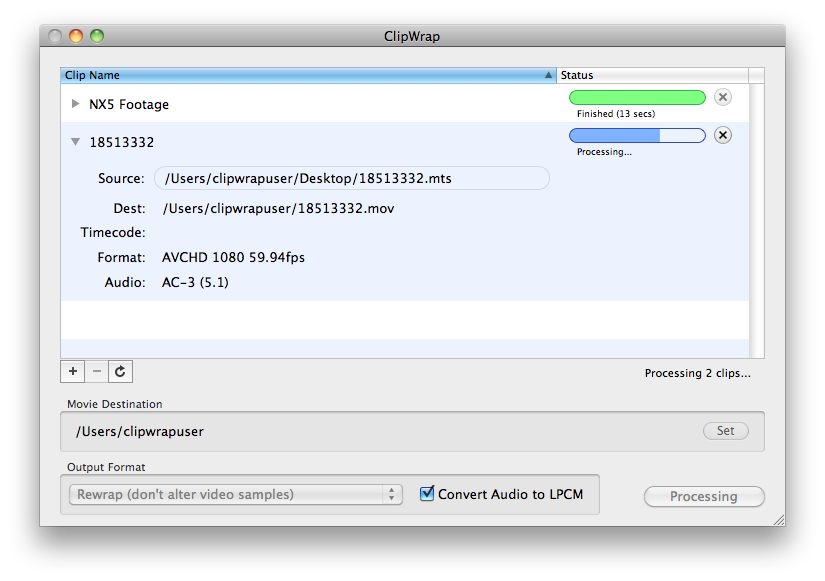 ClipWrap
Clip Name Status
NX5 Footage
Finished (13 secs)
18513332
Processing...
Source: /Users/clipwrapuser/Desktop/18513332.mts
Dest: /Users/clipwrapuser/18513332.mov
Timecode:
Format: AVCHD 1080 59.94fps
Audio: AC-3 (5.1)
Processing 2 clips...
Movie Destination
/Users/clipwrapuser Set
Output Format
Rewrap (don't alter video samples) Convert Audio to LPCM Processing